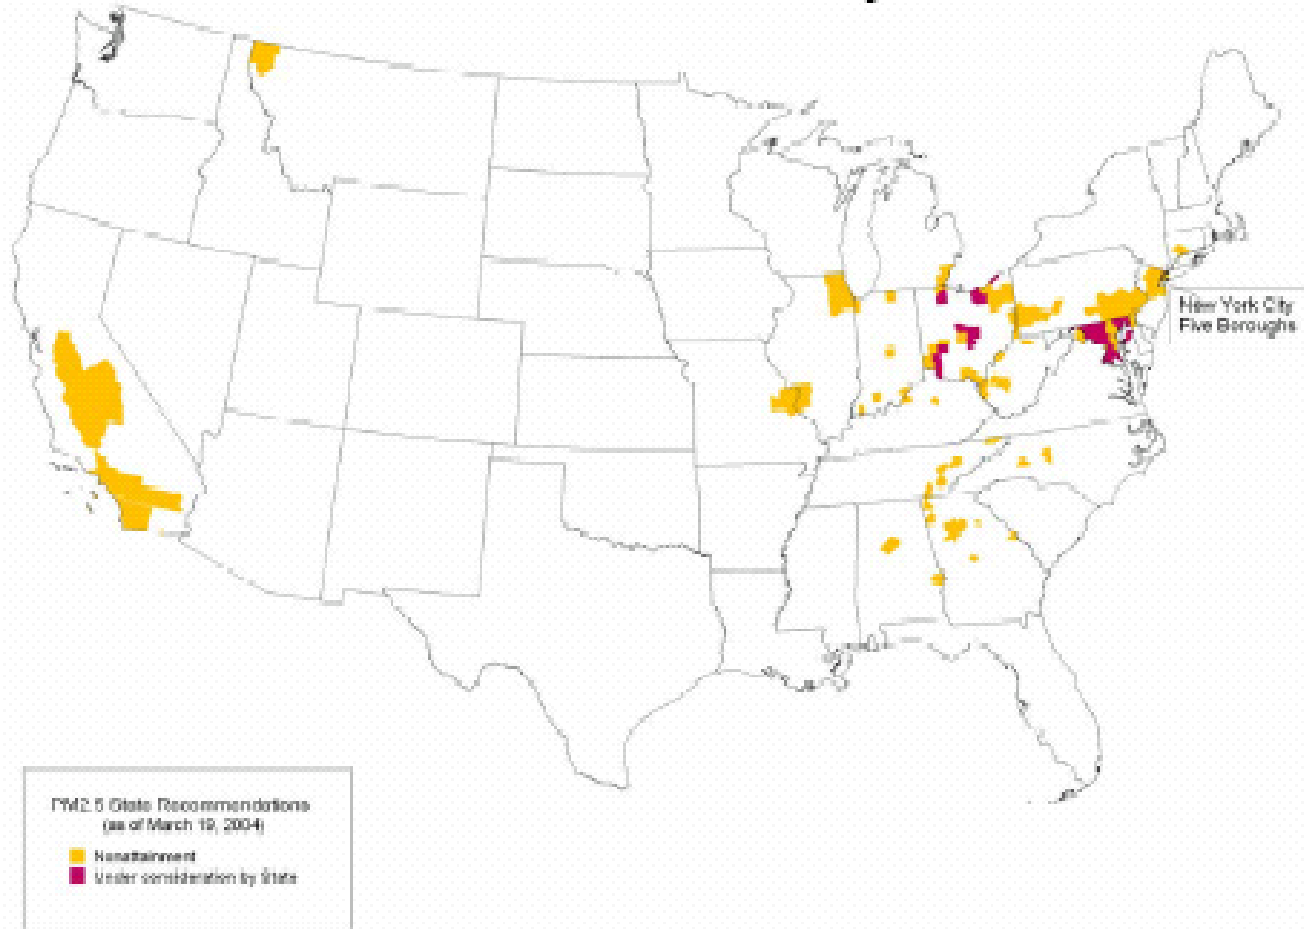 New York City
Five Boroughs
PM2.5 State Recommendations
(as of March 19, 2004)
Nonattainment
Under consideration by State